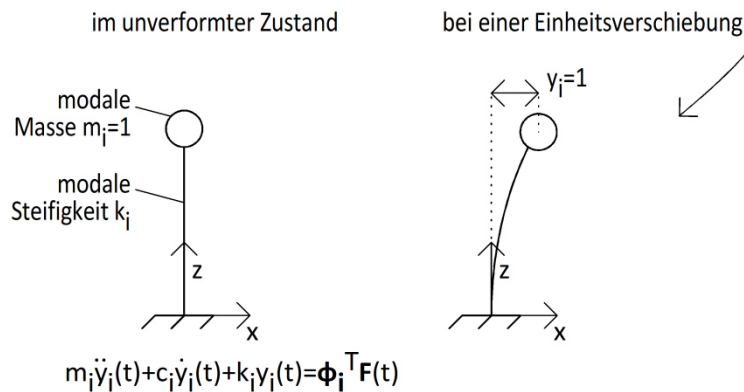 im unverformter Zustand
bei einer Einheitsverschiebung
modale
Masse mᵢ=1
modale
Steifigkeit kᵢ
z
x
yᵢ=1
z
x
mᵢÿᵢ(t)+cᵢẏᵢ(t)+kᵢyᵢ(t)=ϕᵢᵀF(t)